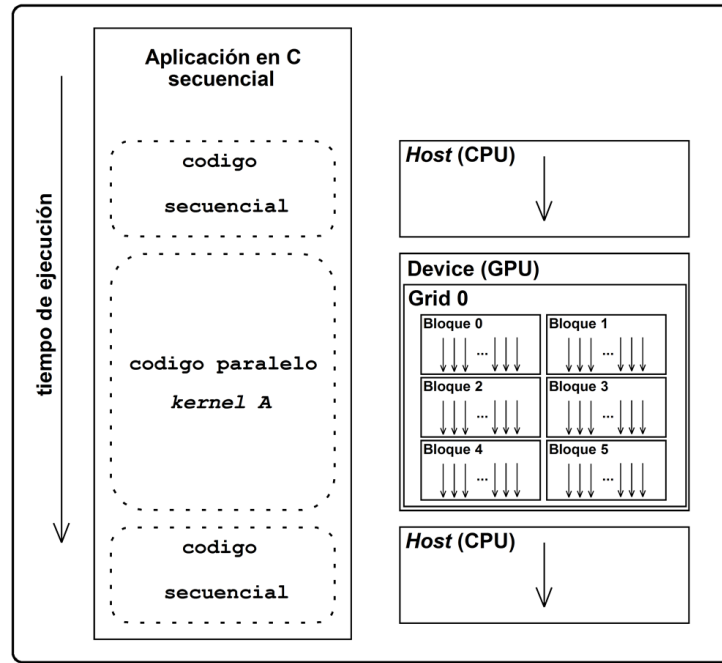 tiempo de ejecución
Aplicación en C
secuencial
codigo
secuencial
codigo paralelo
kernel A
codigo
secuencial
Host (CPU)
Device (GPU)
Grid 0
Bloque 0
...
Bloque 1
...
Bloque 2
...
Bloque 3
...
Bloque 4
...
Bloque 5
...
Host (CPU)